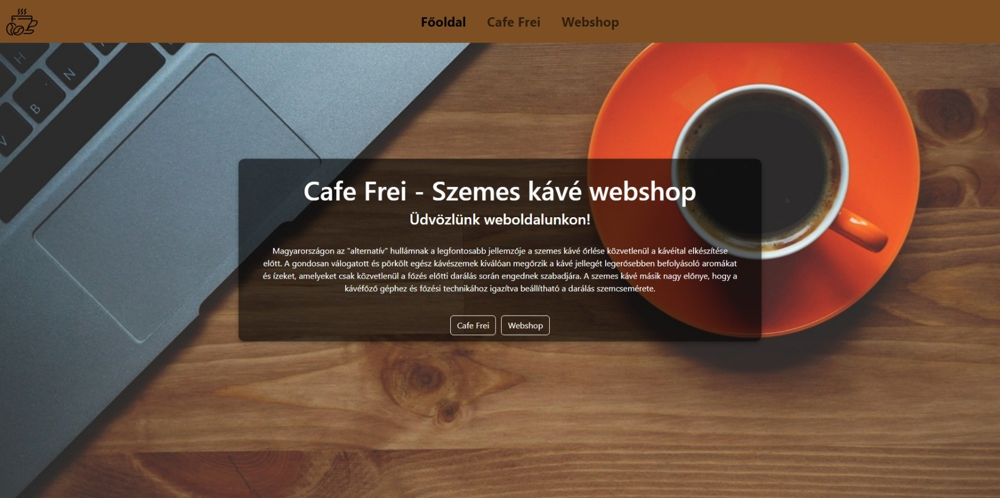 Főoldal Cafe Frei Webshop
H
N
B
V
Cafe Frei - Szemes kávé webshop
Üdvözlünk weboldalunkon!
Magyarországon az "alternatív" hullámnak a legfontosabb jellemzője a szemes kávé őrlése közvetlenül a kávéital elkészítése
előtt. A gondosan válogatott és pörkölt egész kávészemek kiválóan megőrzik a kávé jellegét legerősebben befolyásoló aromákat
és ízeket, amelyeket csak közvetlenül a főzés előtti darálás során engednek szabadjára. A szemes kávé másik nagy előnye, hogy a
kávéfőző géphez és főzési technikához igazítva beállítható a darálás szemcsemérete.
Cafe Frei Webshop